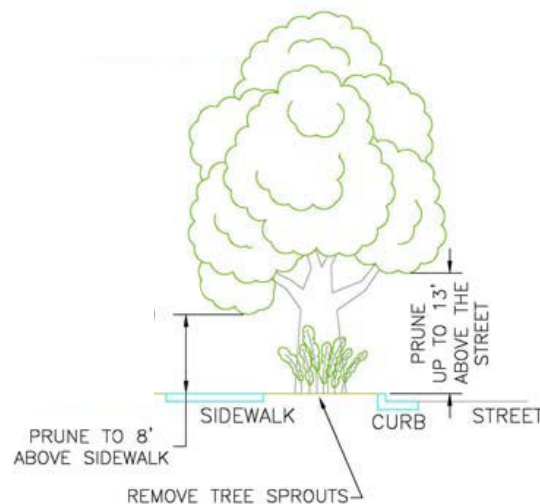 PRUNE
UP TO 13'
ABOVE THE
STREET
SIDEWALK
CURB
STREET
PRUNE TO 8'
ABOVE SIDEWALK
REMOVE TREE SPROUTS